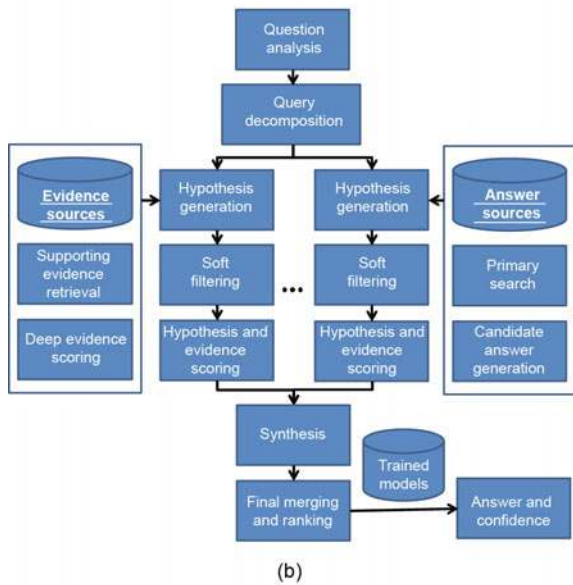 Question
analysis
Query
decomposition
Evidence
sources
Supporting
evidence
retrieval
Deep evidence
scoring
Hypothesis
generation
Soft
filtering
Hypothesis and
evidence
scoring
...
Hypothesis
generation
Soft
filtering
Hypothesis and
evidence
scoring
Answer
sources
Primary
search
Candidate
answer
generation
Synthesis
Final merging
and ranking
Trained
models
Answer and
confidence
(b)